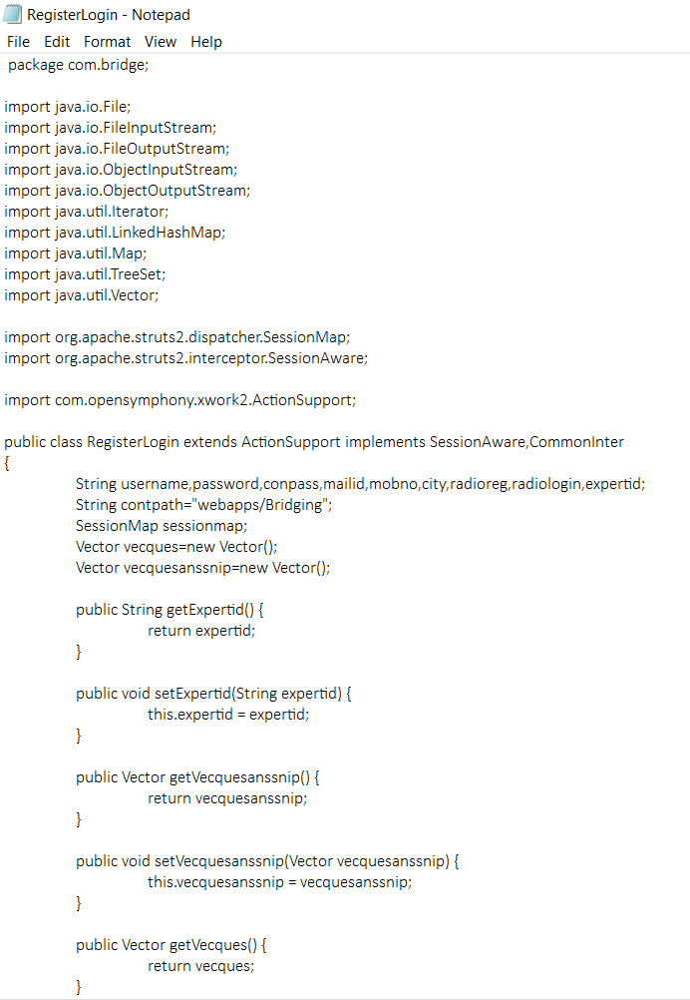 RegisterLogin - Notepad
File Edit Format View Help
package com.bridge;
import java.io.File;
import java.io.FileInputStream;
import java.io.FileOutputStream;
import java.io.ObjectInputStream;
import java.io.ObjectOutputStream;
import java.util.Iterator;
import java.util.LinkedHashMap;
import java.util.Map;
import java.util.TreeSet;
import java.util.Vector;
import org.apache.struts2.dispatcher.SessionMap;
import org.apache.struts2.interceptor.SessionAware;
import com.opensymphony.xwork2.ActionSupport;
public class RegisterLogin extends ActionSupport implements SessionAware,CommonInter
{
String username,password,conpass,mailid,mobno,city,radioreg,radiologin,expertid;
String contpath="webapps/Bridging";
SessionMap sessionmap;
Vector vecques=new Vector();
Vector vecquesanssnip=new Vector();
public String getExpertid() {
return expertid;
}
public void setExpertid(String expertid) {
this.expertid = expertid;
}
public Vector getVecquesanssnip() {
return vecquesanssnip;
}
public void setVecquesanssnip(Vector vecquesanssnip) {
this.vecquesanssnip = vecquesanssnip;
}
public Vector getVecques() {
return vecques;
}